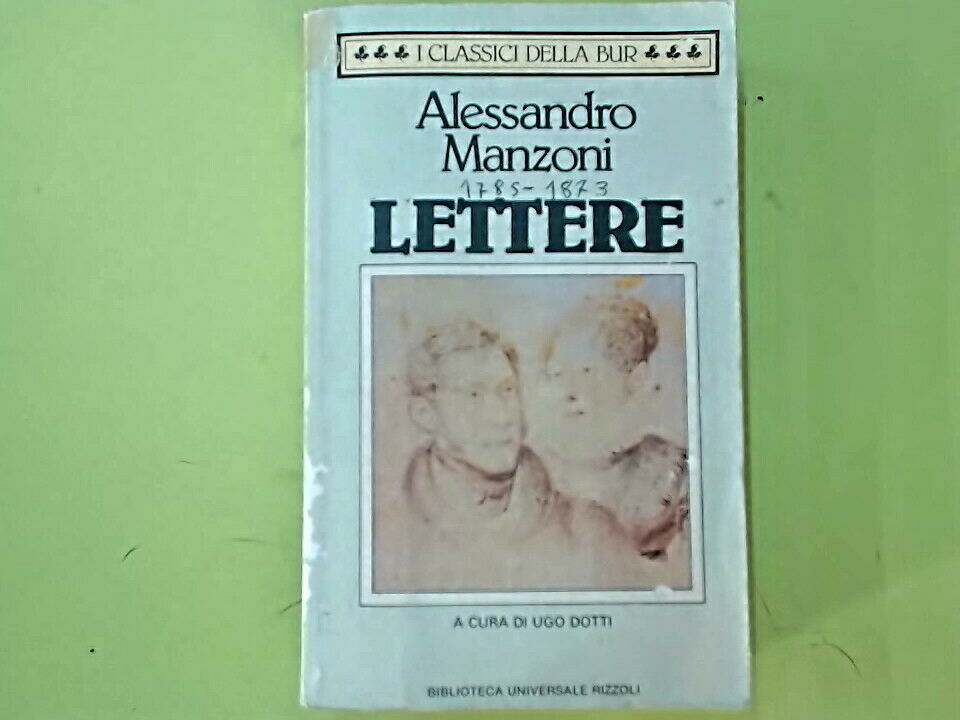 I CLASSICI DELLA BUR
Alessandro
Manzoni
1785-1873
LETTERE
A CURA DI UGO DOTTI
BIBLIOTECA UNIVERSALE RIZZOLI